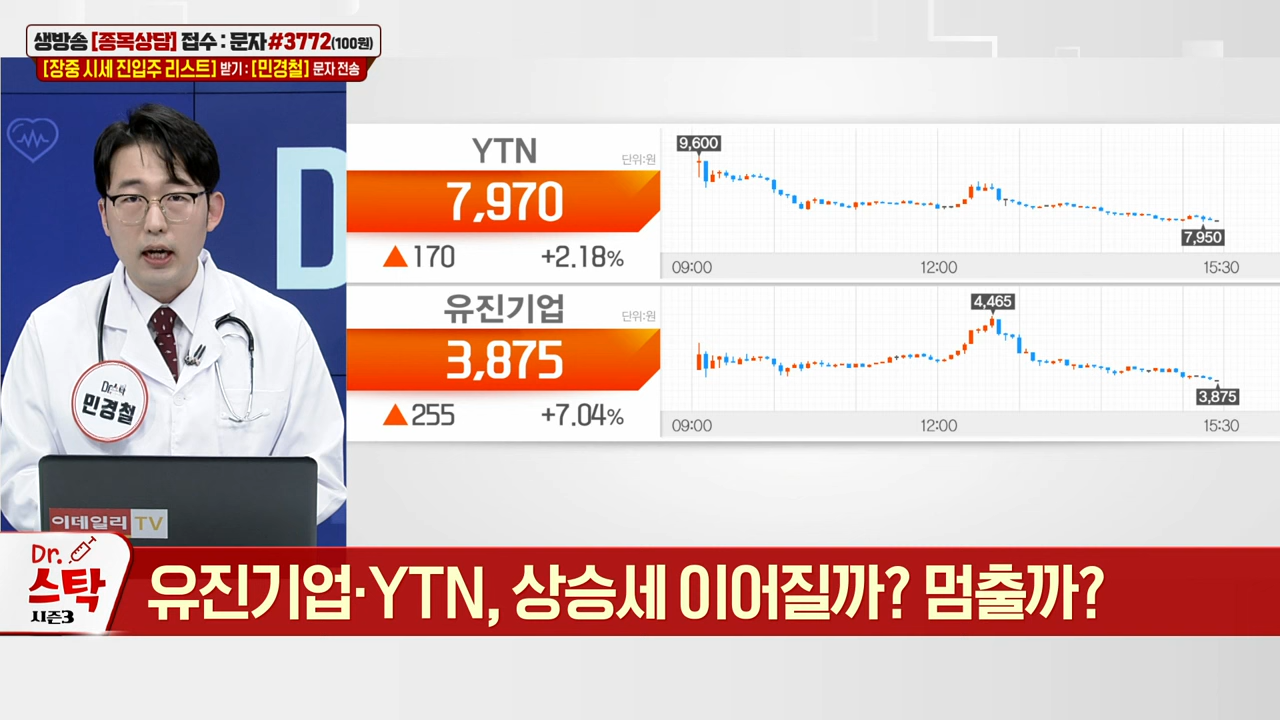 생방송 [종목상담] 접수 : 문자#3772(100원)
[장중 시세 진입주 리스트] 받기 : [민경철] 문자 전송
D
Dr.스탁
민경철
이데일리 TV
YTN
단위:원
7,970
▲170 +2.18%
9,600
7,950
09:00 12:00 15:30
유진기업
단위:원
3,875
▲255 +7.04%
4,465
3,875
09:00 12:00 15:30
Dr.
스탁
시즌3
유진기업·YTN, 상승세 이어질까? 멈출까?